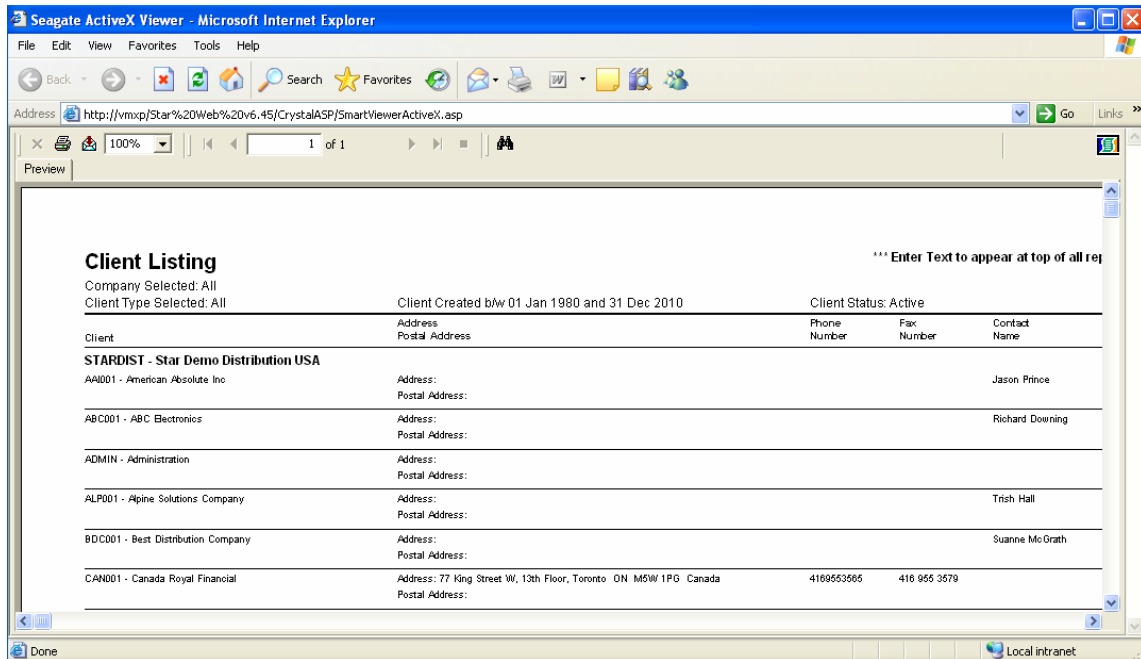 Seagate ActiveX Viewer - Microsoft Internet Explorer
File Edit View Favorites Tools Help
Back Search Favorites
Address http://vmxp/Star%20Web%20v6.45/CrystalASP/SmartViewerActiveX.asp Go Links »
100% 1 of 1
Preview
Client Listing *** Enter Text to appear at top of all rep
Company Selected: All
Client Type Selected: All Client Created b/w 01 Jan 1980 and 31 Dec 2010 Client Status: Active
Address Phone Fax Contact
Client Postal Address Number Number Name
STARDIST - Star Demo Distribution USA
AAI001 - American Absolute Inc Address: Jason Prince
Postal Address:
ABC001 - ABC Electronics Address: Richard Downing
Postal Address:
ADMIN - Administration Address:
Postal Address:
ALP001 - Alpine Solutions Company Address: Trish Hall
Postal Address:
BDC001 - Best Distribution Company Address: Suanne McGrath
Postal Address:
CAN001 - Canada Royal Financial Address: 77 King Street W, 13th Floor, Toronto ON M5W 1PG Canada 4169553565 416 955 3579
Postal Address:
Done Local intranet